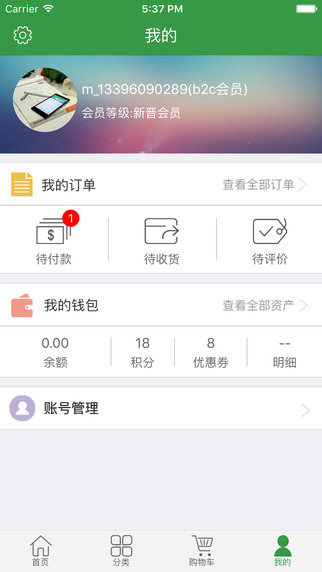 Carrier 5:37 PM
我的
m_13396090289(b2c会员)
会员等级:新晋会员
我的订单 查看全部订单
1
待付款 待收货 待评价
我的钱包 查看全部资产
0.00 18 8 --
余额 积分 优惠券 明细
账号管理
首页 分类 购物车 我的